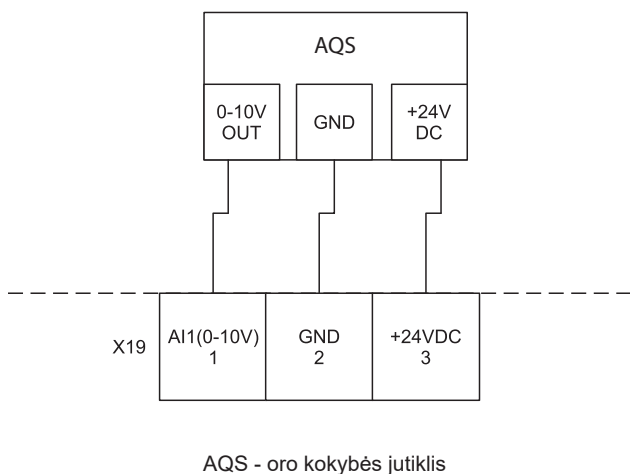 AQS
0-10V
OUT
GND
+24V
DC
X19
AI1(0-10V)
1
GND
2
+24VDC
3
AQS - oro kokybės jutiklis